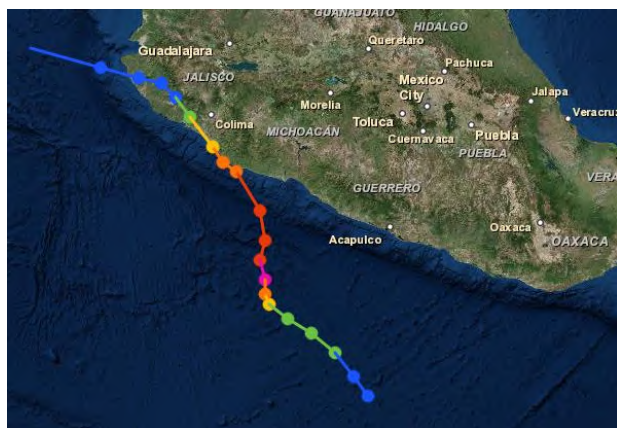 GUANAJUATO
HIDALGO
Guadalajara
Queretaro
Pachuca
JALISCO
Mexico
City
Jalapa
Morelia
Colima
Toluca
Veracruz
MICHOACÁN
Cuernavaca
Puebla
PUEBLA
VERA
GUERRERO
Oaxaca
Acapulco
OAXACA